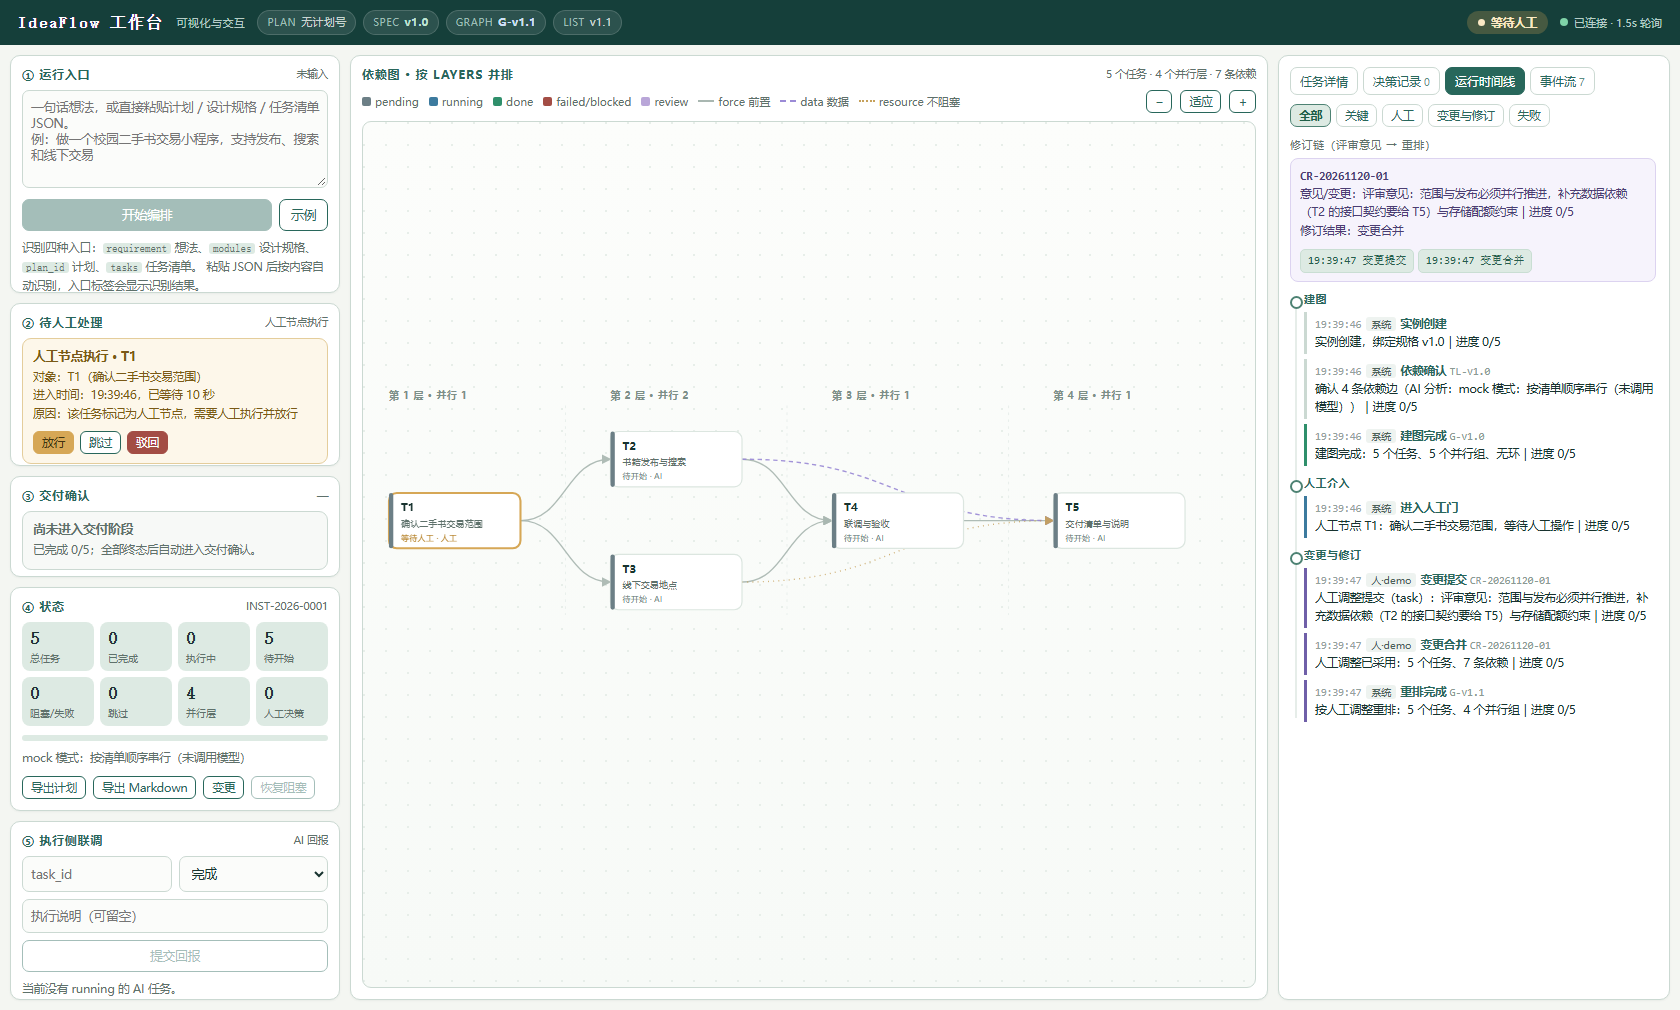 IdeaFlow 工作台
可视化与交互
PLAN 无计划号
SPEC v1.0
GRAPH G-v1.1
LIST v1.1
等待人工
已连接 · 1.5s 轮询
① 运行入口
未输入
一句话想法，或直接粘贴计划 / 设计规格 / 任务清单
JSON。
例：做一个校园二手书交易小程序，支持发布、搜索
和线下交易
开始编排
示例
识别四种入口：requirement 想法、modules 设计规格、
plan_id 计划、tasks 任务清单。 粘贴 JSON 后按内容自
动识别，入口标签会显示识别结果。
② 待人工处理
人工节点执行
人工节点执行 • T1
对象：T1（确认二手书交易范围）
进入时间：19:39:46，已等待 10 秒
原因：该任务标记为人工节点，需要人工执行并放行
放行
跳过
驳回
③ 交付确认
—
尚未进入交付阶段
已完成 0/5；全部终态后自动进入交付确认。
④ 状态
INST-2026-0001
5
总任务
0
已完成
0
执行中
5
待开始
0
阻塞/失败
0
跳过
4
并行层
0
人工决策
mock 模式：按清单顺序串行（未调用模型）
导出计划
导出 Markdown
变更
恢复阻塞
⑤ 执行侧联调
AI 回报
task_id
完成
执行说明（可留空）
提交回报
当前没有 running 的 AI 任务。
依赖图 • 按 LAYERS 并排
5 个任务 · 4 个并行层 · 7 条依赖
pending
running
done
failed/blocked
review
force 前置
data 数据
resource 不阻塞
−
适应
+
第 1 层 • 并行 1
第 2 层 • 并行 2
第 3 层 • 并行 1
第 4 层 • 并行 1
T1
确认二手书交易范围
等待人工 · 人工
T2
书籍发布与搜索
待开始 · AI
T3
线下交易地点
待开始 · AI
T4
联调与验收
待开始 · AI
T5
交付清单与说明
待开始 · AI
任务详情
决策记录 0
运行时间线
事件流 7
全部
关键
人工
变更与修订
失败
修订链（评审意见 → 重排）
CR-20261120-01
意见/变更：评审意见：范围与发布必须并行推进，补充数据依赖
（T2 的接口契约要给 T5）与存储配额约束 | 进度 0/5
修订结果：变更合并
19:39:47 变更提交
19:39:47 变更合并
建图
19:39:46 系统 实例创建
实例创建，绑定规格 v1.0 | 进度 0/5
19:39:46 系统 依赖确认 TL-v1.0
确认 4 条依赖边（AI 分析：mock 模式：按清单顺序串行（未调用
模型）） | 进度 0/5
19:39:46 系统 建图完成 G-v1.0
建图完成：5 个任务、5 个并行组、无环 | 进度 0/5
人工介入
19:39:46 系统 进入人工门
人工节点 T1：确认二手书交易范围，等待人工操作 | 进度 0/5
变更与修订
19:39:47 人·demo 变更提交 CR-20261120-01
人工调整提交（task）：评审意见：范围与发布必须并行推进，补
充数据依赖（T2 的接口契约要给 T5）与存储配额约束 | 进度 0/5
19:39:47 人·demo 变更合并 CR-20261120-01
人工调整已采用：5 个任务、7 条依赖 | 进度 0/5
19:39:47 系统 重排完成 G-v1.1
按人工调整重排：5 个任务、4 个并行组 | 进度 0/5